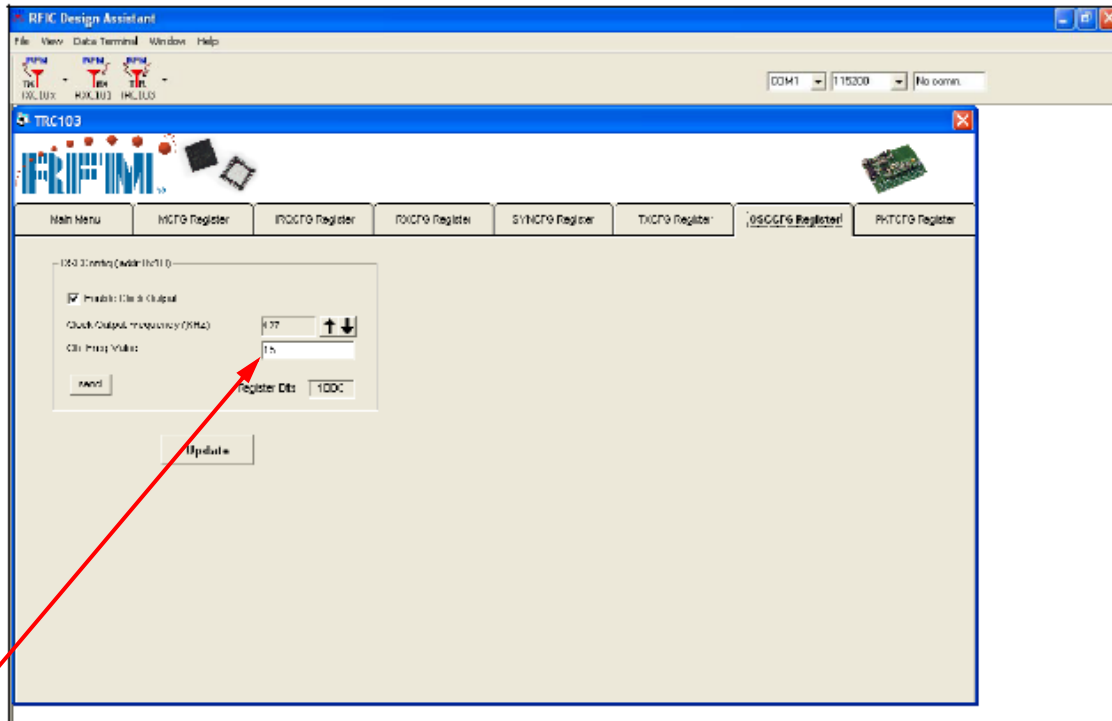 RFIC Design Assistant
File View Data Terminal Window Help
COM1 115200 No comm.
TRC103
RFM
Main Menu MCFG Register IRQCFG Register RXCFG Register SYNCFG Register TXCFG Register OSCCFG Register PKTCFG Register
Enable Clock Output
Clock Output Frequency (KHz) 427
Clk Freq Value 15
send Register Bits
Update